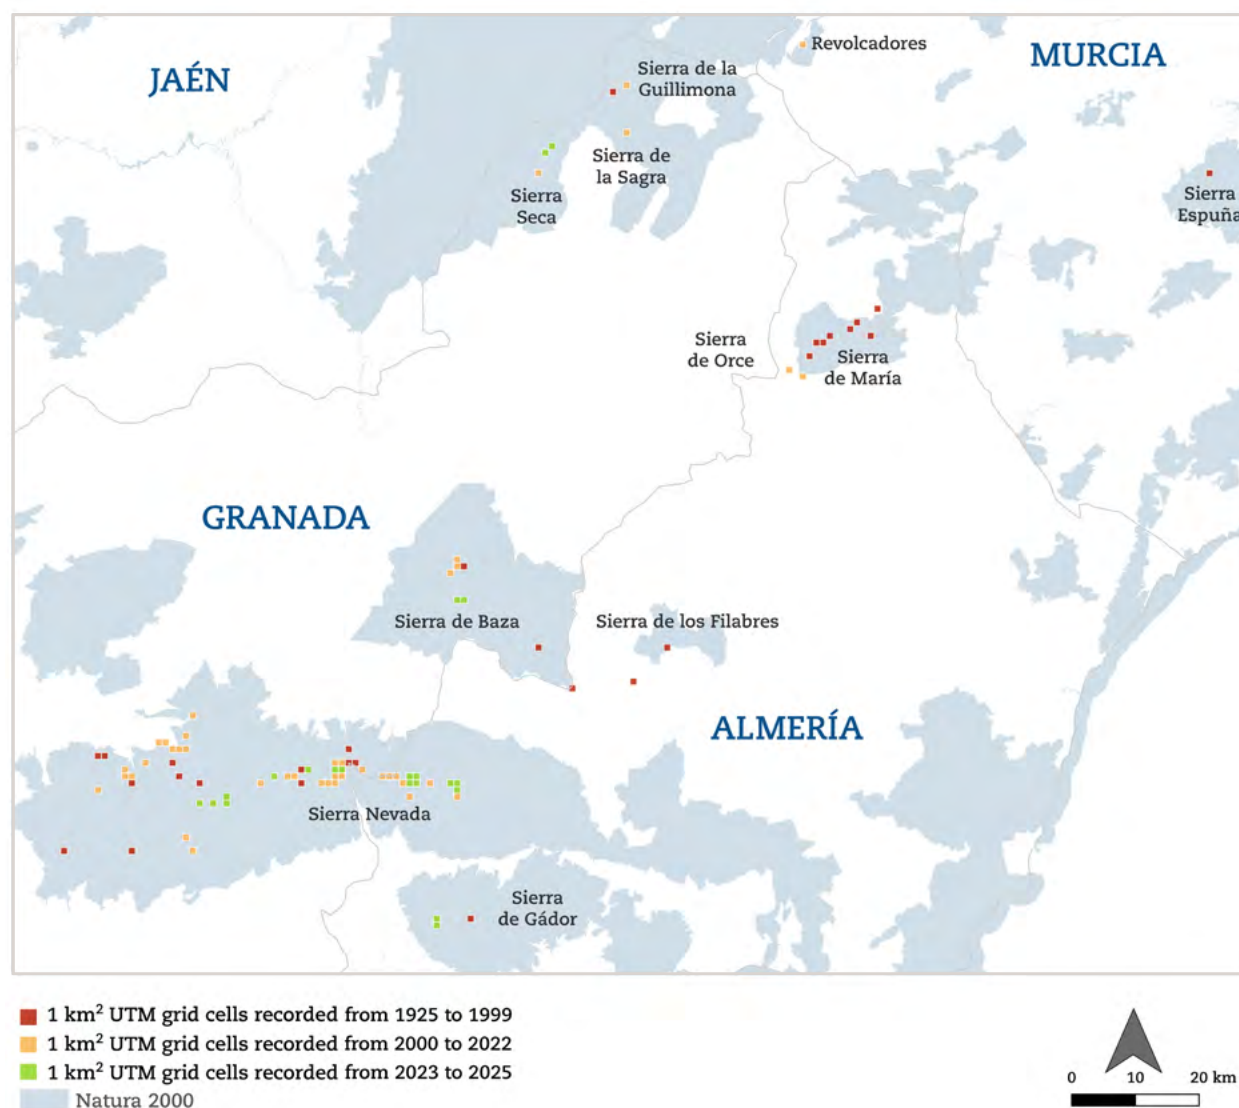 Revolcadores
MURCIA
JAÉN
Sierra de la
Guillimona
Sierra de
la Sagra
Sierra
Seca
Sierra
Espuña
Sierra
de Orce
Sierra
de María
GRANADA
Sierra de Baza
Sierra de los Filabres
ALMERÍA
Sierra Nevada
Sierra
de Gádor
1 km² UTM grid cells recorded from 1925 to 1999
1 km² UTM grid cells recorded from 2000 to 2022
1 km² UTM grid cells recorded from 2023 to 2025
Natura 2000
0 10 20 km